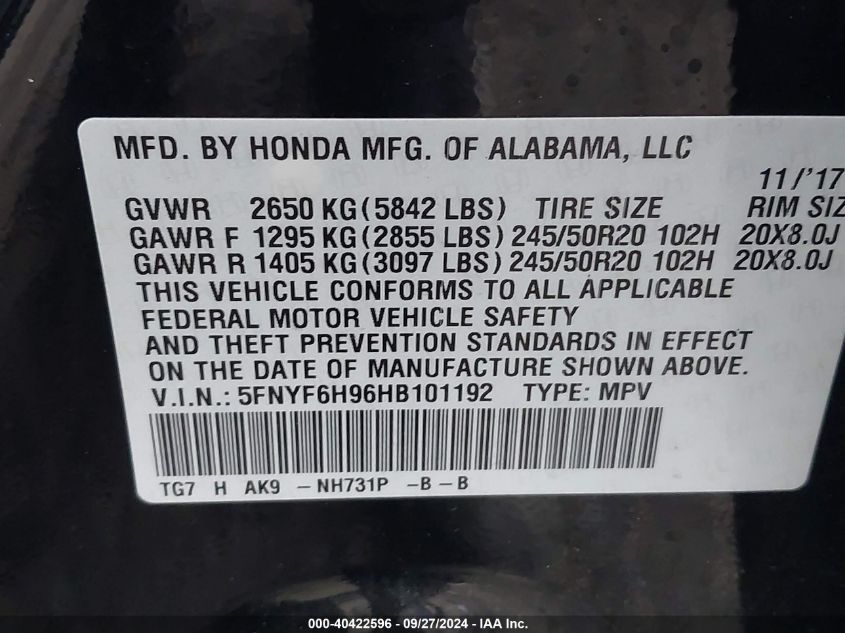 MFD. BY HONDA MFG. OF ALABAMA, LLC
11/'17
GVWR 2650 KG (5842 LBS) TIRE SIZE RIM SIZ
GAWR F 1295 KG (2855 LBS) 245/50R20 102H 20X8.0J
GAWR R 1405 KG (3097 LBS) 245/50R20 102H 20X8.0J
THIS VEHICLE CONFORMS TO ALL APPLICABLE
FEDERAL MOTOR VEHICLE SAFETY
AND THEFT PREVENTION STANDARDS IN EFFECT
ON THE DATE OF MANUFACTURE SHOWN ABOVE.
V.I.N.: 5FNYF6H96HB101192 TYPE: MPV
TG7 H AK9 -NH731P -B-B
000-40422596 - 09/27/2024 - IAA Inc.